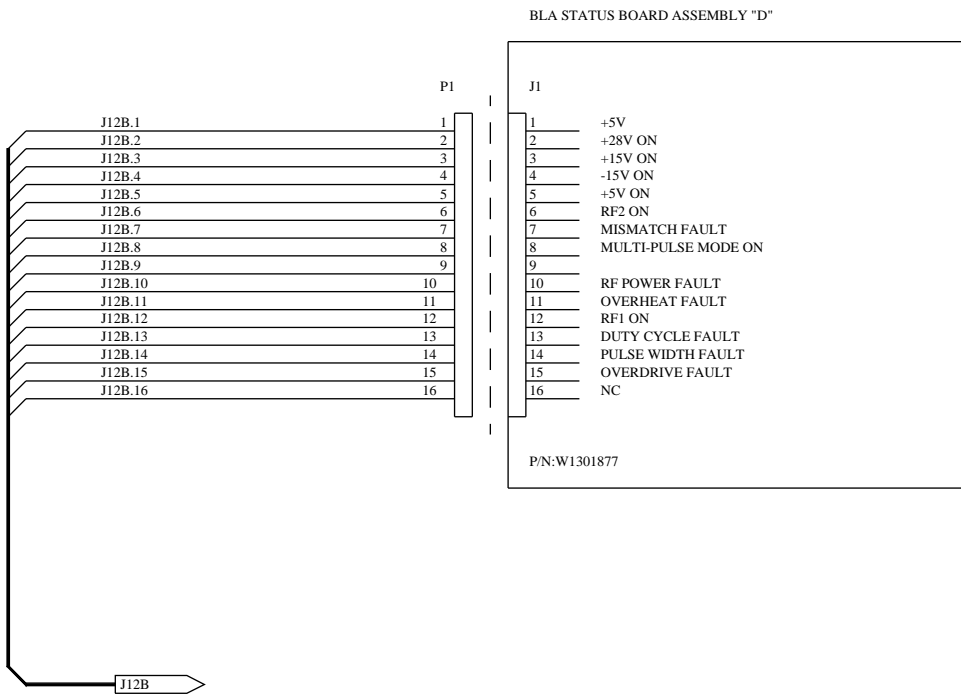 BLA STATUS BOARD ASSEMBLY "D"
P1 J1
J12B.1 1 1 +5V
J12B.2 2 2 +28V ON
J12B.3 3 3 +15V ON
J12B.4 4 4 -15V ON
J12B.5 5 5 +5V ON
J12B.6 6 6 RF2 ON
J12B.7 7 7 MISMATCH FAULT
J12B.8 8 8 MULTI-PULSE MODE ON
J12B.9 9 9
J12B.10 10 10 RF POWER FAULT
J12B.11 11 11 OVERHEAT FAULT
J12B.12 12 12 RF1 ON
J12B.13 13 13 DUTY CYCLE FAULT
J12B.14 14 14 PULSE WIDTH FAULT
J12B.15 15 15 OVERDRIVE FAULT
J12B.16 16 16 NC
P/N:W1301877
J12B